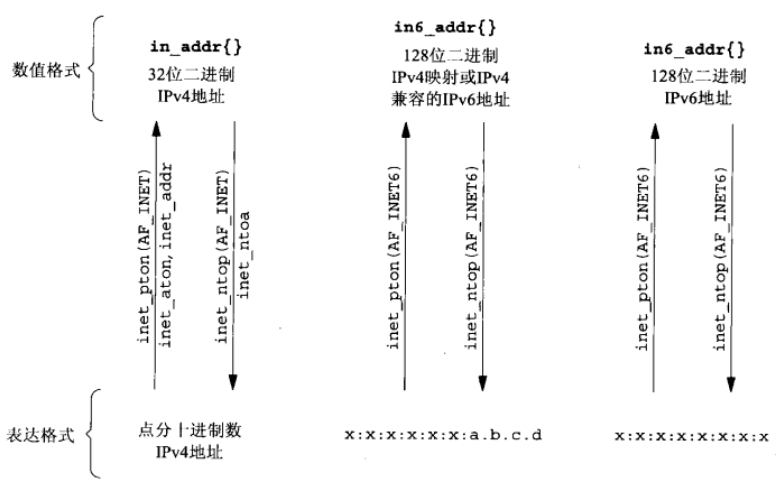 数值格式
in_addr{}
32位二进制
IPv4地址
in6_addr{}
128位二进制
IPv4映射或IPv4
兼容的IPv6地址
in6_addr{}
128位二进制
IPv6地址
inet_pton(AF_INET)
inet_aton,inet_addr
inet_ntop(AF_INET)
inet_ntoa
inet_pton(AF_INET6)
inet_ntop(AF_INET6)
inet_pton(AF_INET6)
inet_ntop(AF_INET6)
表达格式
点分十进制数
IPv4地址
x:x:x:x:x:x:a.b.c.d
x:x:x:x:x:x:x:x